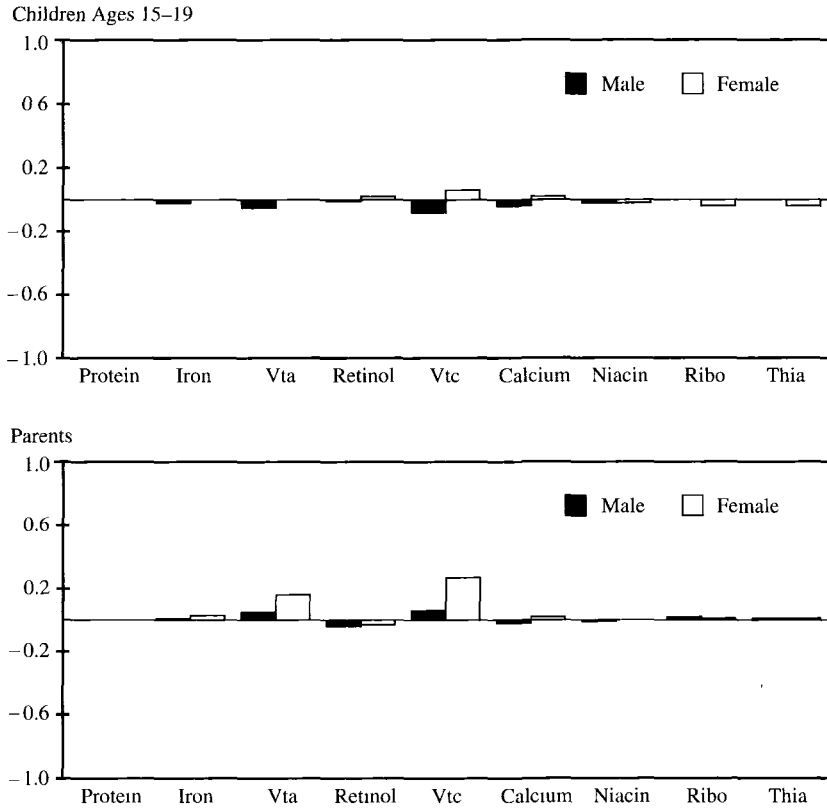 Children Ages 15–19
1.0
0 6
0.2
−0.2
−0.6
−1.0
Male Female
Protein Iron Vta Retinol Vtc Calcium Niacin Ribo Thia
Parents
1.0
0.6
0.2
−0.2
−0.6
−1.0
Male Female
Protein Iron Vta Retinol Vtc Calcium Niacin Ribo Thia